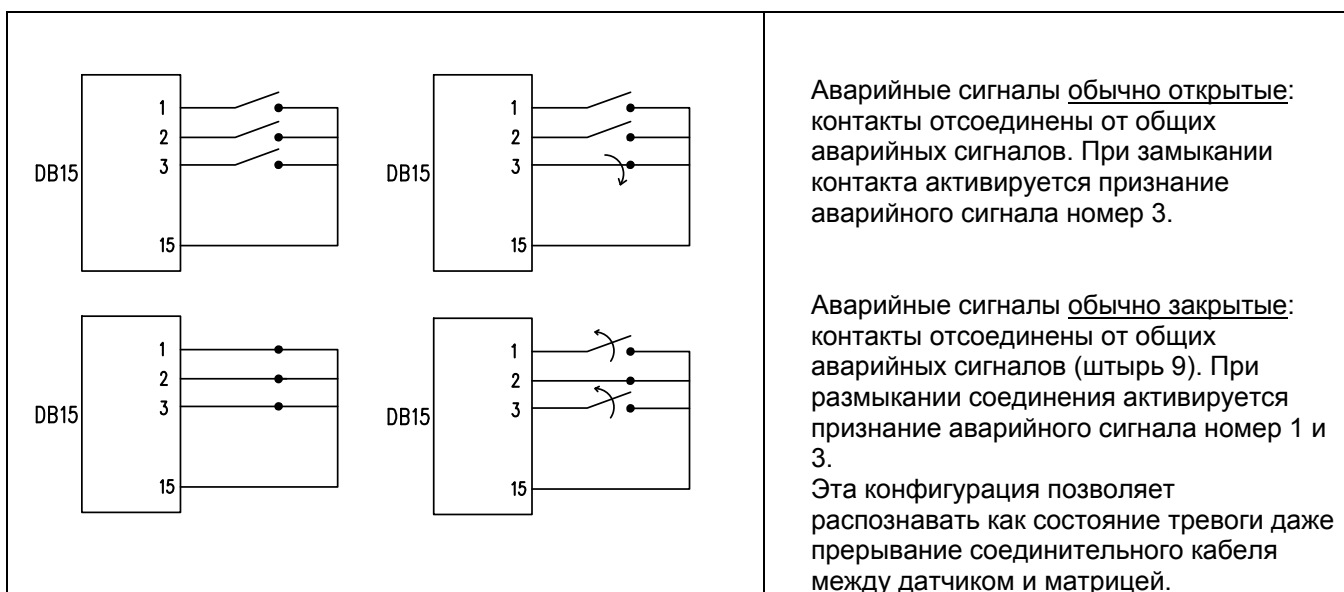 1
2
3
DB15
15
1
2
3
DB15
15
1
2
3
DB15
15
1
2
3
DB15
15
Аварийные сигналы обычно открытые:
контакты отсоединены от общих
аварийных сигналов. При замыкании
контакта активируется признание
аварийного сигнала номер 3.
Аварийные сигналы обычно закрытые:
контакты отсоединены от общих
аварийных сигналов (штырь 9). При
размыкании соединения активируется
признание аварийного сигнала номер 1 и
3.
Эта конфигурация позволяет
распознавать как состояние тревоги даже
прерывание соединительного кабеля
между датчиком и матрицей.